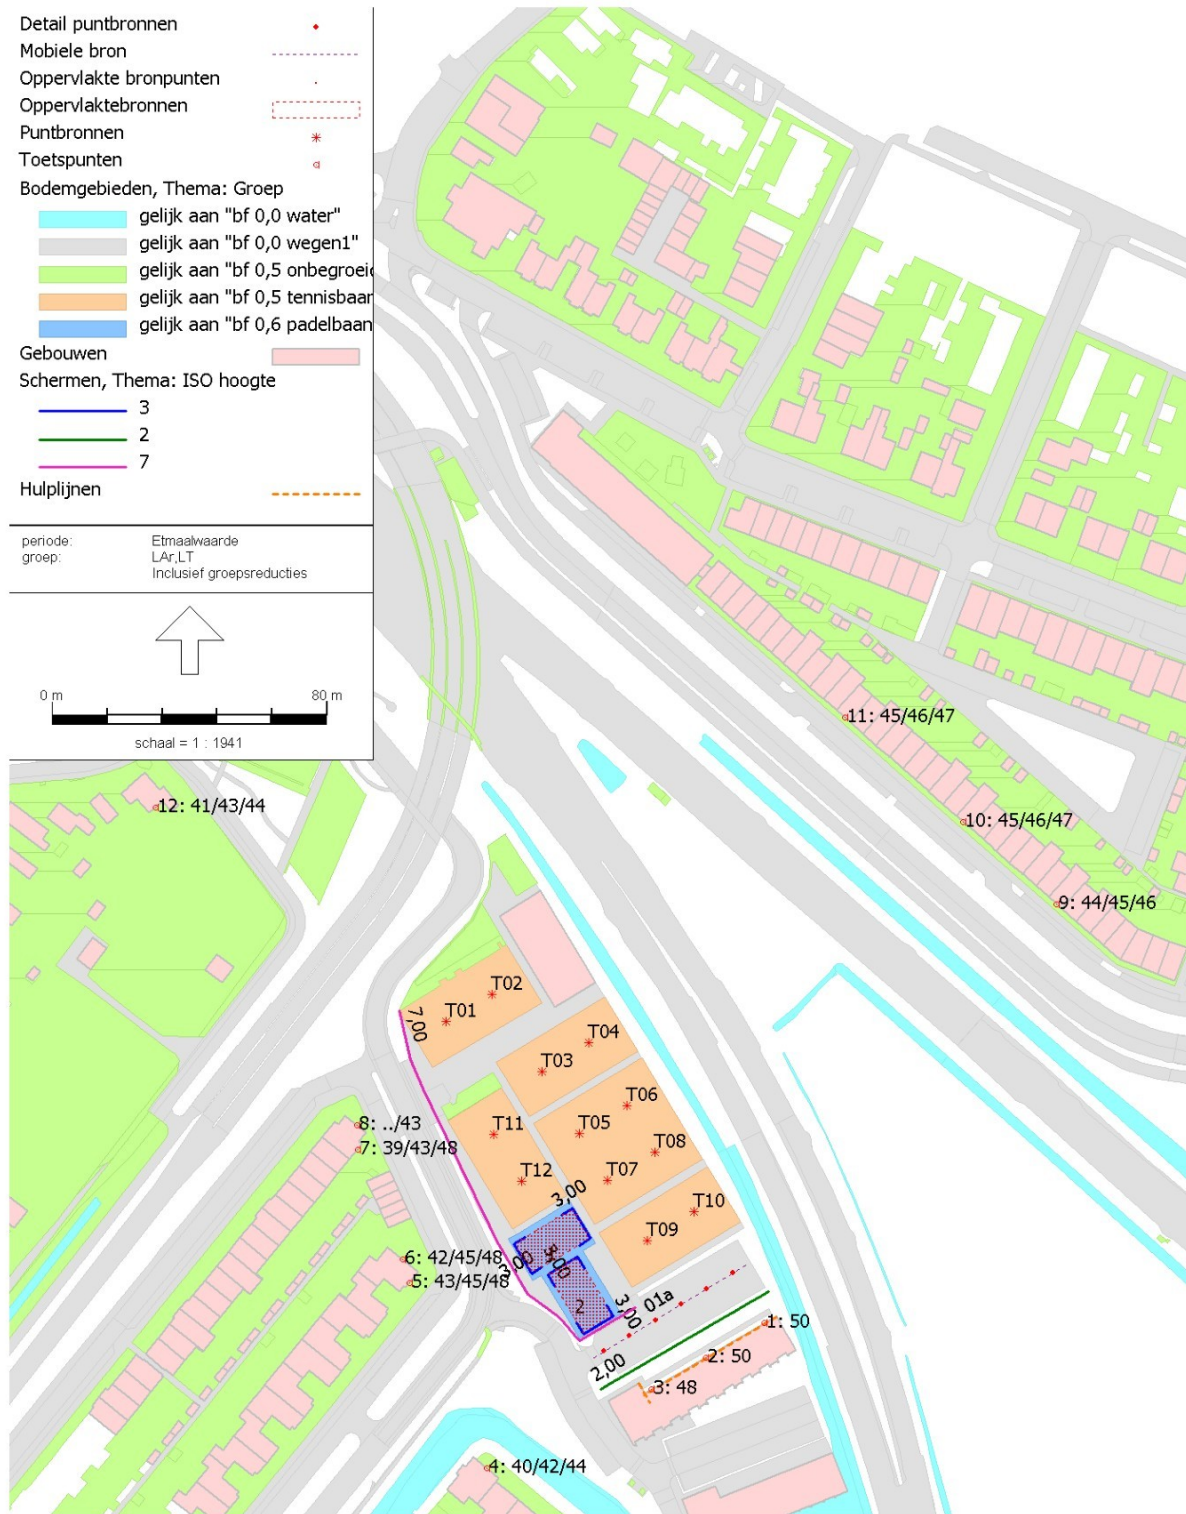 Detail puntbronnen
Mobiele bron
Oppervlakte bronpunten
Oppervlaktebronnen
Puntbronnen
Toetspunten
Bodemgebieden, Thema: Groep
gelijk aan "bf 0,0 water"
gelijk aan "bf 0,0 wegen1"
gelijk aan "bf 0,5 onbegroeid
gelijk aan "bf 0,5 tennisbaan
gelijk aan "bf 0,6 padelbaan
Gebouwen
Schermen, Thema: ISO hoogte
3
2
7
Hulplijnen
periode: Etmaalwaarde
groep: LAr,LT
Inclusief groepsreducties
0 m 80 m
schaal = 1 : 1941
11: 45/46/47
12: 41/43/44
10: 45/46/47
9: 44/45/46
T02
T01
7,00
T04
T03
T06
8: ../43
T11
T05
7: 39/43/48
T08
T12
T07
3,00
T10
T09
6: 42/45/48
3,00
5: 43/45/48
01a
2
3,00
1: 50
2: 50
2,00
3: 48
4: 40/42/44